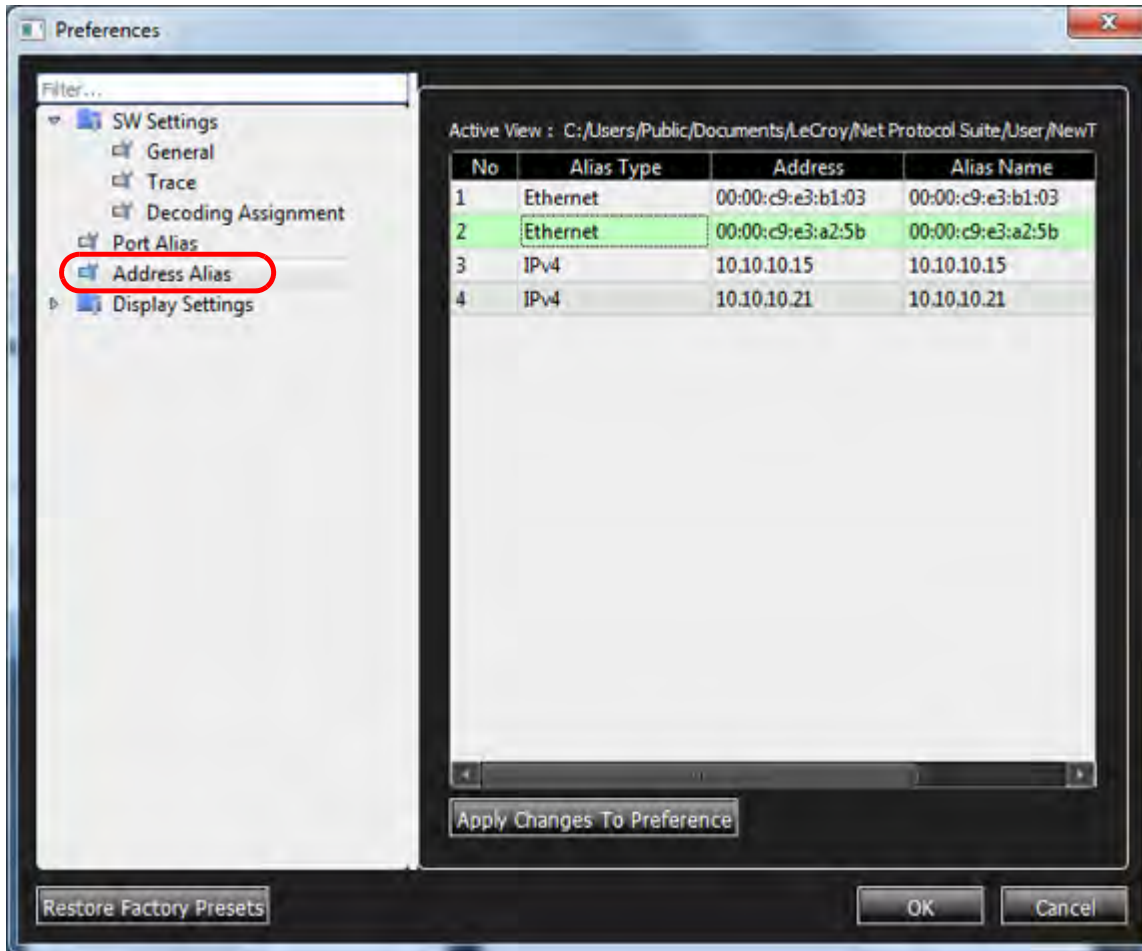 Preferences
x
Filter...
SW Settings
General
Trace
Decoding Assignment
Port Alias
Address Alias
Display Settings
Active View : C:/Users/Public/Documents/LeCroy/Net Protocol Suite/User/NewT
No Alias Type Address Alias Name
1 Ethernet 00:00:c9:e3:b1:03 00:00:c9:e3:b1:03
2 Ethernet 00:00:c9:e3:a2:5b 00:00:c9:e3:a2:5b
3 IPv4 10.10.10.15 10.10.10.15
4 IPv4 10.10.10.21 10.10.10.21
Apply Changes To Preference
Restore Factory Presets
OK
Cancel